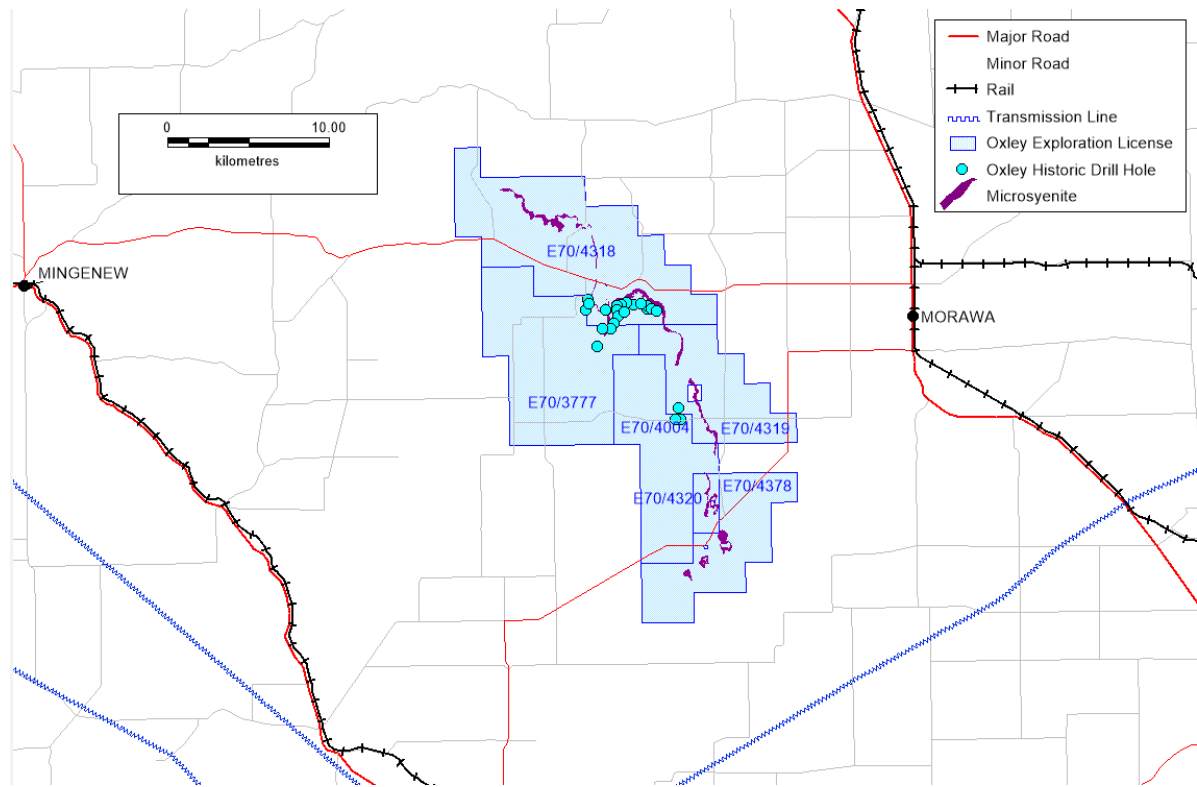 Major Road
Minor Road
Rail
Transmission Line
Oxley Exploration License
Oxley Historic Drill Hole
Microsyenite
0 10.00
kilometres
E70/4318
MINGENEW
MORAWA
E70/3777
E70/4004
E70/4319
E70/4320
E70/4378